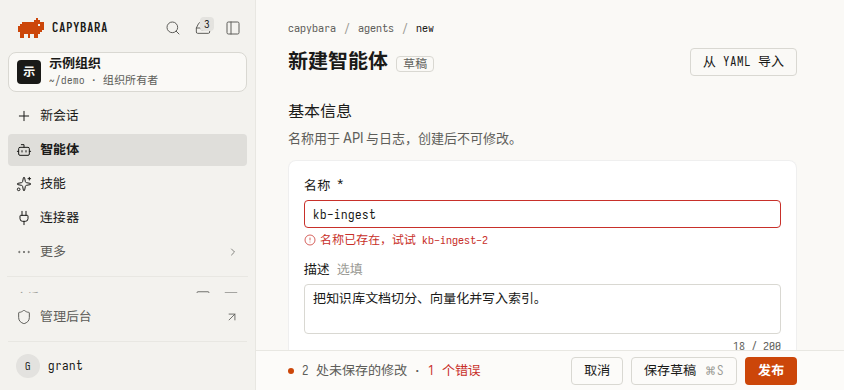 CAPYBARA
3
示
示例组织
~/demo · 组织所有者
新会话
智能体
技能
连接器
更多
管理后台
G
grant
capybara / agents / new
新建智能体
草稿
从 YAML 导入
基本信息
名称用于 API 与日志，创建后不可修改。
名称 *
kb-ingest
名称已存在，试试 kb-ingest-2
描述 选填
把知识库文档切分、向量化并写入索引。
18 / 200
2 处未保存的修改 · 1 个错误
取消
保存草稿 ⌘S
发布